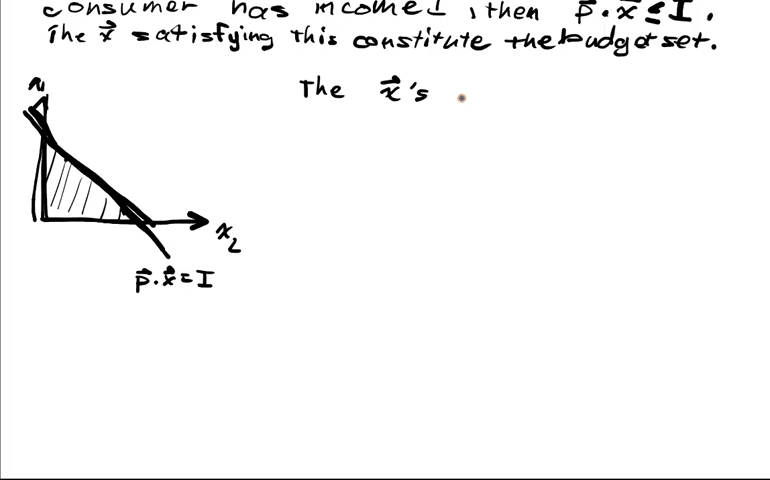 consumer has income I, then p⃗·x⃗ ≤ I.
The x⃗ satisfying this constitute the budget set.
The x⃗'s
x₂
p⃗·x⃗ = I